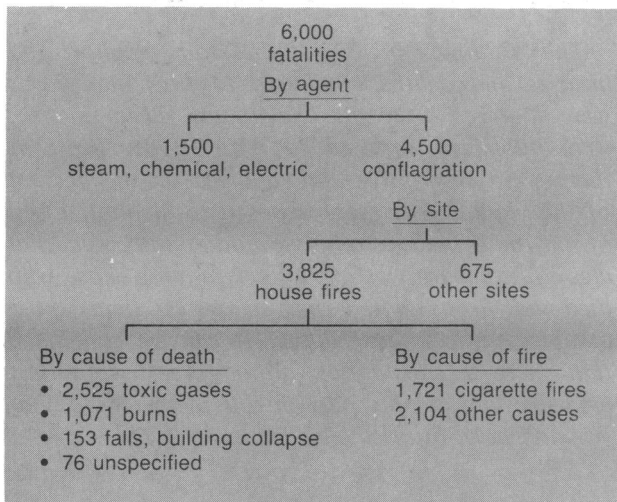 6,000
fatalities
By agent
1,500
steam, chemical, electric
4,500
conflagration
By site
3,825
house fires
675
other sites
By cause of death
• 2,525 toxic gases
• 1,071 burns
• 153 falls, building collapse
• 76 unspecified
By cause of fire
1,721 cigarette fires
2,104 other causes